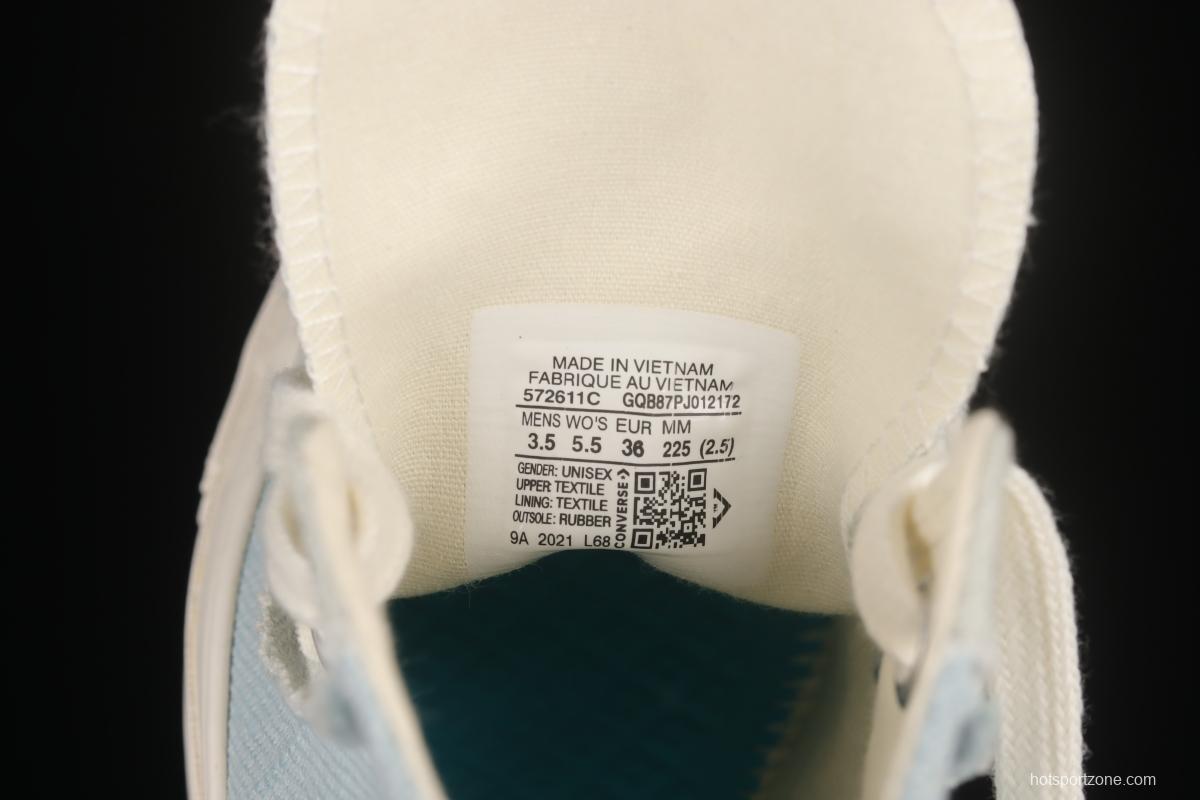 MADE IN VIETNAM
FABRIQUE AU VIETNAM
572611C GQB87PJ012172
MENS WO'S EUR MM
3.5 5.5 36 225 (2.5)
GENDER: UNISEX
UPPER: TEXTILE
LINING: TEXTILE
OUTSOLE: RUBBER
CONVERSE
9A 2021 L68
hotsportzone.com